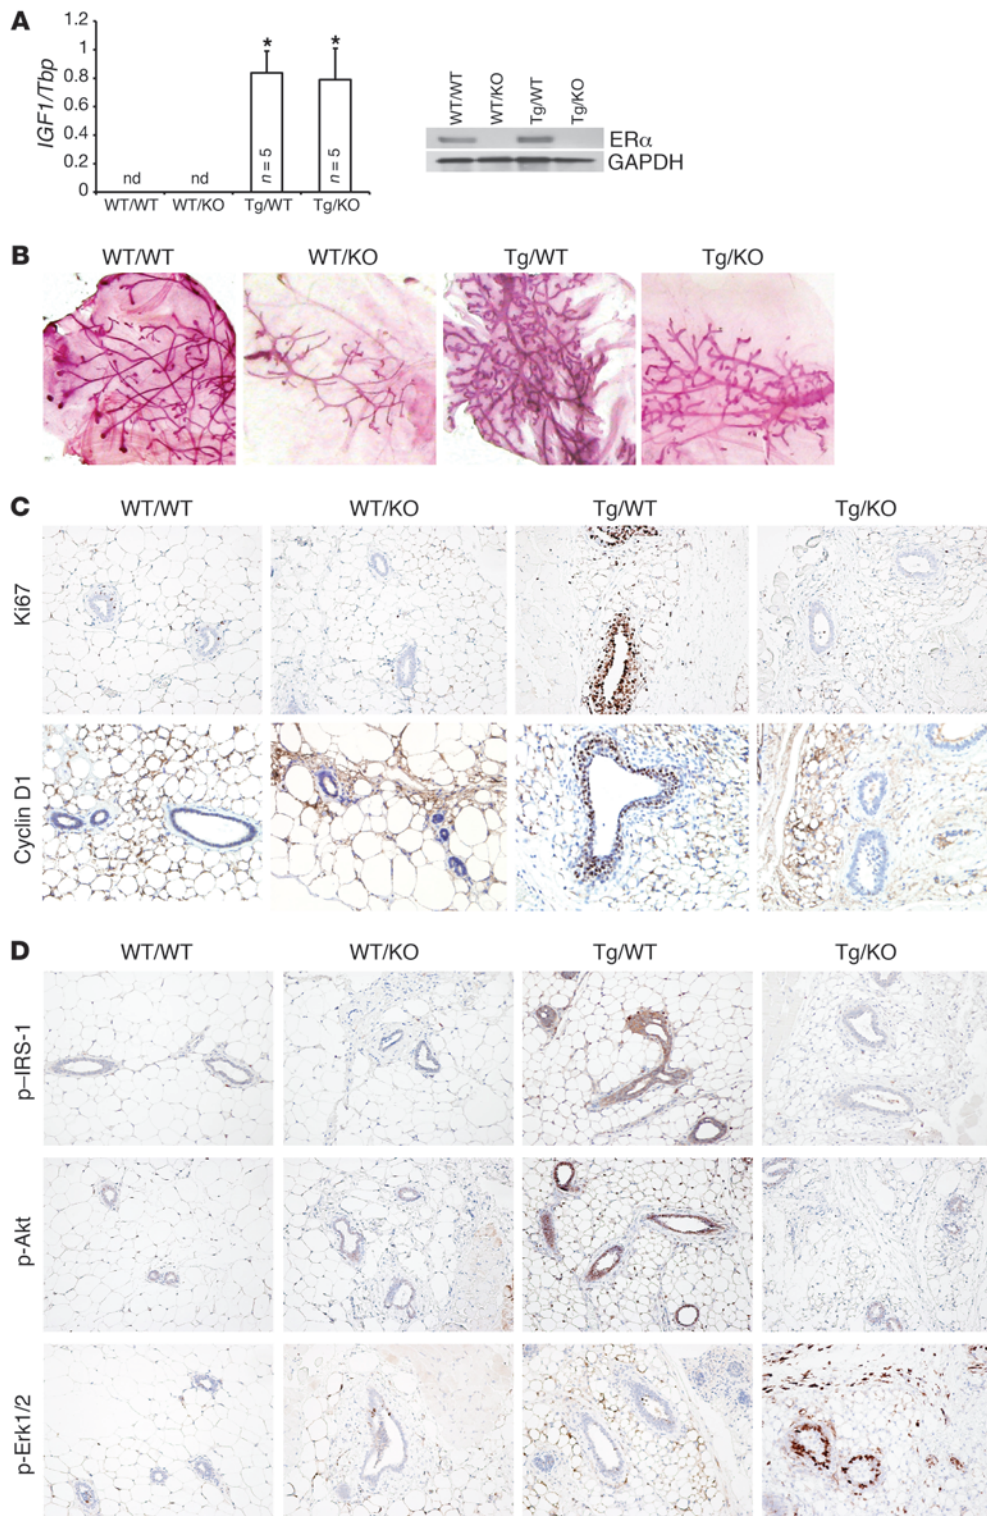 A
IGF1/Tbp
1.2
1
0.8
0.6
0.4
0.2
0
nd
nd
*
n = 5
*
n = 5
WT/WT WT/KO Tg/WT Tg/KO
WT/WT WT/KO Tg/WT Tg/KO
ERα
GAPDH
B
WT/WT WT/KO Tg/WT Tg/KO
C
WT/WT WT/KO Tg/WT Tg/KO
Ki67
Cyclin D1
D
WT/WT WT/KO Tg/WT Tg/KO
p–IRS-1
p-Akt
p-Erk1/2